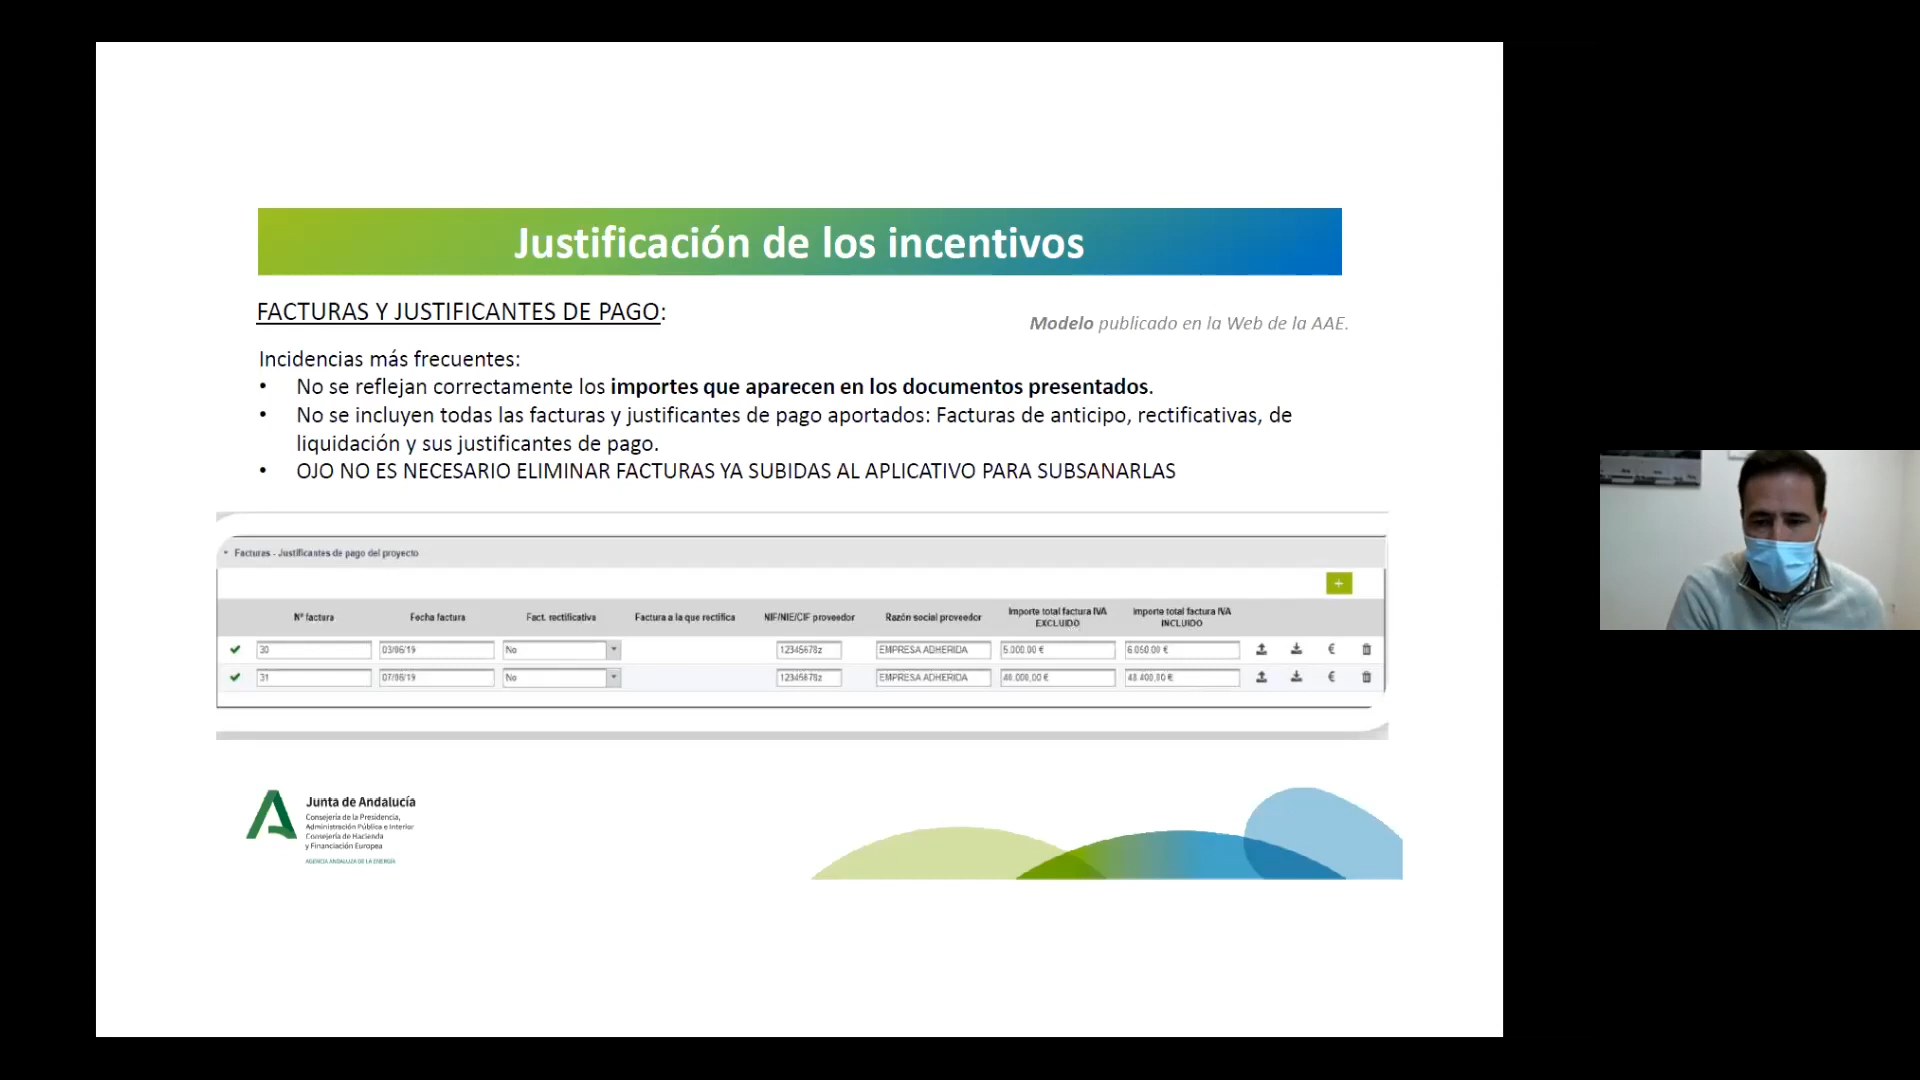 Justificación de los incentivos
FACTURAS Y JUSTIFICANTES DE PAGO:
Modelo publicado en la Web de la AAE.
Incidencias más frecuentes:
• No se reflejan correctamente los importes que aparecen en los documentos presentados.
• No se incluyen todas las facturas y justificantes de pago aportados: Facturas de anticipo, rectificativas, de
liquidación y sus justificantes de pago.
• OJO NO ES NECESARIO ELIMINAR FACTURAS YA SUBIDAS AL APLICATIVO PARA SUBSANARLAS
Facturas - Justificantes de pago del proyecto
+
Nº factura Fecha factura Fact. rectificativa Factura a la que rectifica NIF/NIE/CIF proveedor Razón social proveedor Importe total factura IVA EXCLUIDO Importe total factura IVA INCLUIDO
30 03/06/19 No 12345678z EMPRESA ADHERIDA 5.000,00 € 6.050,00 € €
31 07/06/19 No 12345678z EMPRESA ADHERIDA 40.000,00 € 48.400,00 € €
Junta de Andalucía
Consejería de la Presidencia,
Administración Pública e Interior
Consejería de Hacienda
y Financiación Europea
AGENCIA ANDALUZA DE LA ENERGÍA